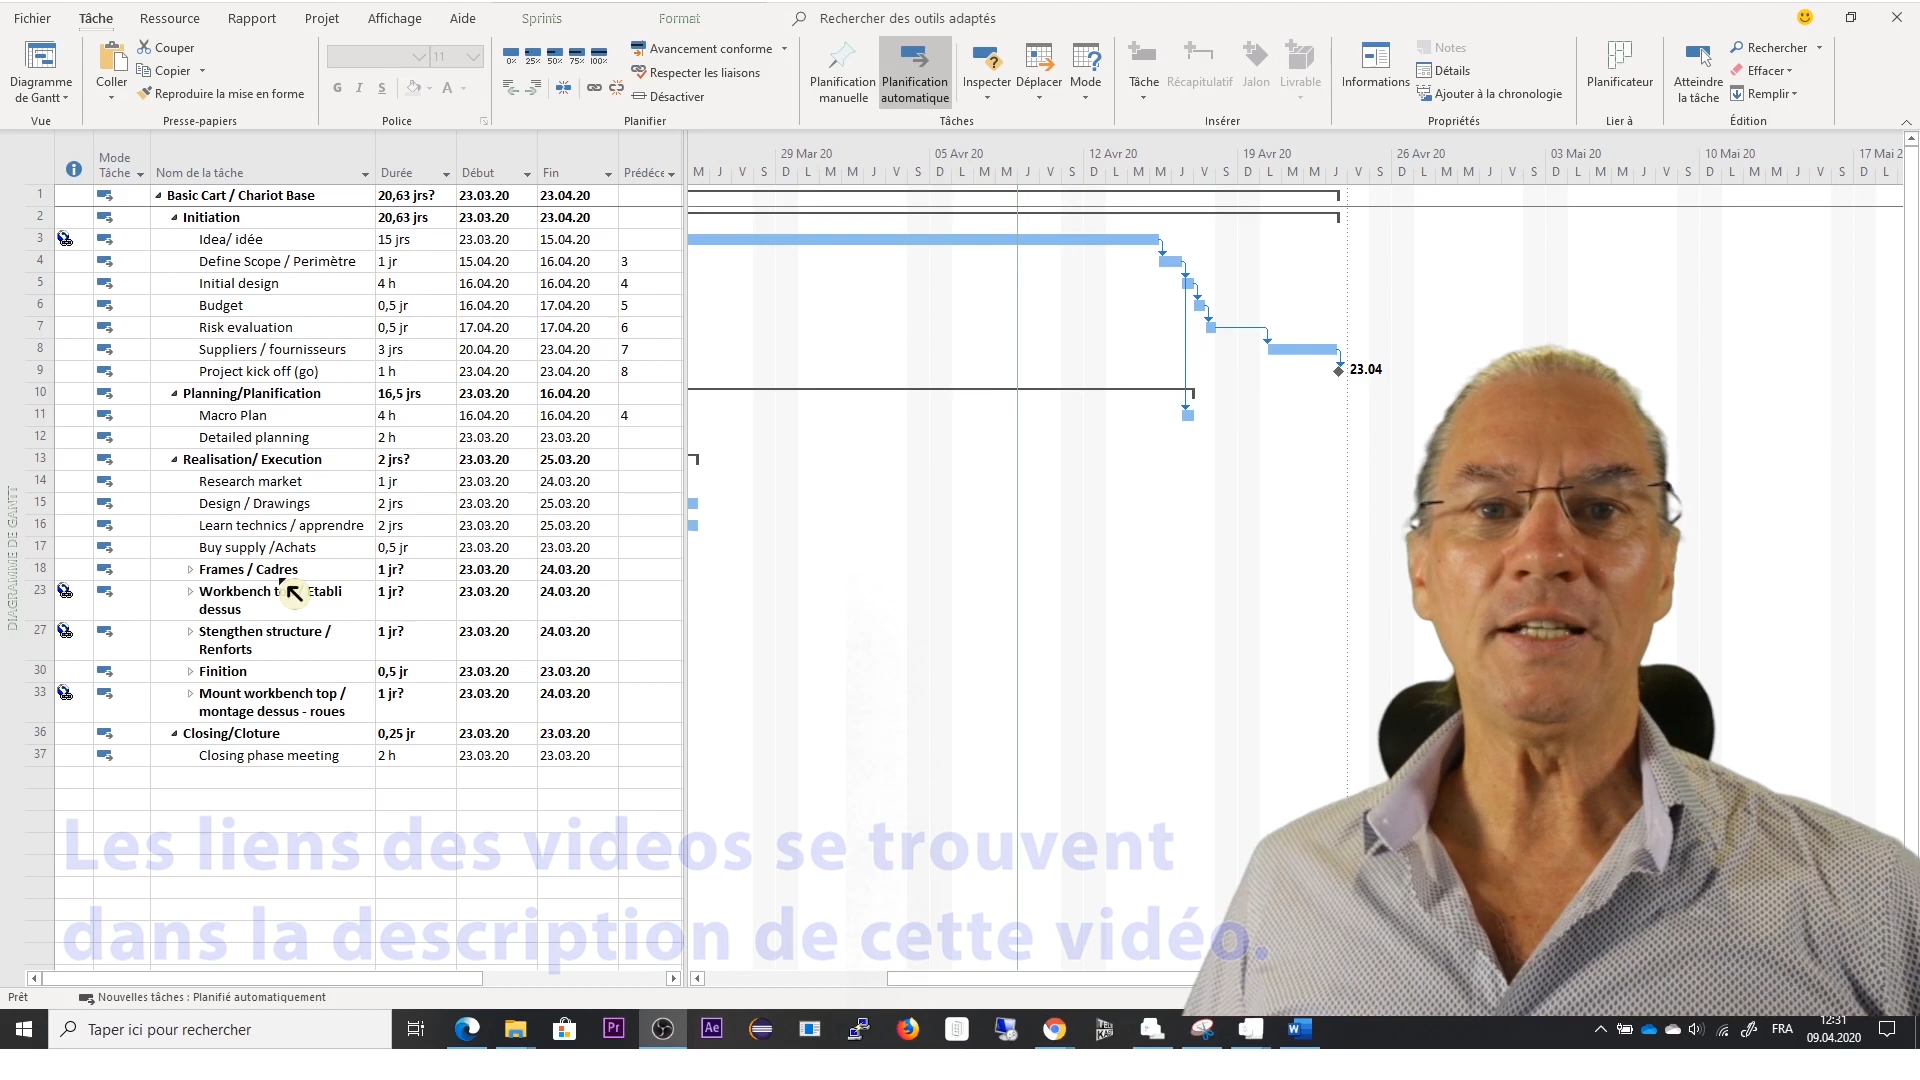 Fichier Tâche Ressource Rapport Projet Affichage Aide Sprints Format Rechercher des outils adaptés
Diagramme de Gantt
Vue
Coller
Couper
Copier
Reproduire la mise en forme
Presse-papiers
11
G I S A
Police
0% 25% 50% 75% 100%
Avancement conforme
Respecter les liaisons
Désactiver
Planifier
Planification manuelle
Planification automatique
Inspecter
Déplacer
Mode
Tâches
Tâche
Récapitulatif
Jalon
Livrable
Insérer
Informations
Notes
Détails
Ajouter à la chronologie
Propriétés
Planificateur
Lier à
Atteindre la tâche
Rechercher
Effacer
Remplir
Édition
Mode Tâche Nom de la tâche Durée Début Fin Prédéce
29 Mar 20 05 Avr 20 12 Avr 20 19 Avr 20 26 Avr 20 03 Mai 20 10 Mai 20 17 Mai 2
M J V S D L M M J V S D L M M J V S D L M M J V S D L M M J V S D L M M J V S D L M M J V S D L M M J V S D L
1 Basic Cart / Chariot Base 20,63 jrs? 23.03.20 23.04.20
2 Initiation 20,63 jrs 23.03.20 23.04.20
3 Idea/ idée 15 jrs 23.03.20 15.04.20
4 Define Scope / Perimètre 1 jr 15.04.20 16.04.20 3
5 Initial design 4 h 16.04.20 16.04.20 4
6 Budget 0,5 jr 16.04.20 17.04.20 5
7 Risk evaluation 0,5 jr 17.04.20 17.04.20 6
8 Suppliers / fournisseurs 3 jrs 20.04.20 23.04.20 7
9 Project kick off (go) 1 h 23.04.20 23.04.20 8
23.04
10 Planning/Planification 16,5 jrs 23.03.20 16.04.20
11 Macro Plan 4 h 16.04.20 16.04.20 4
12 Detailed planning 2 h 23.03.20 23.03.20
13 Realisation/ Execution 2 jrs? 23.03.20 25.03.20
14 Research market 1 jr 23.03.20 24.03.20
15 Design / Drawings 2 jrs 23.03.20 25.03.20
16 Learn technics / apprendre 2 jrs 23.03.20 25.03.20
17 Buy supply /Achats 0,5 jr 23.03.20 23.03.20
18 Frames / Cadres 1 jr? 23.03.20 24.03.20
23 Workbench Etabli 1 jr? 23.03.20 24.03.20
dessus
27 Stengthen structure / 1 jr? 23.03.20 24.03.20
Renforts
30 Finition 0,5 jr 23.03.20 23.03.20
33 Mount workbench top / 1 jr? 23.03.20 24.03.20
montage dessus - roues
36 Closing/Cloture 0,25 jr 23.03.20 23.03.20
37 Closing phase meeting 2 h 23.03.20 23.03.20
DIAGRAMME DE GANTT
Les liens des videos se trouvent
dans la description de cette vidéo.
Prêt Nouvelles tâches : Planifié automatiquement
Taper ici pour rechercher
Pr Ae W
FRA 12:31
09.04.2020